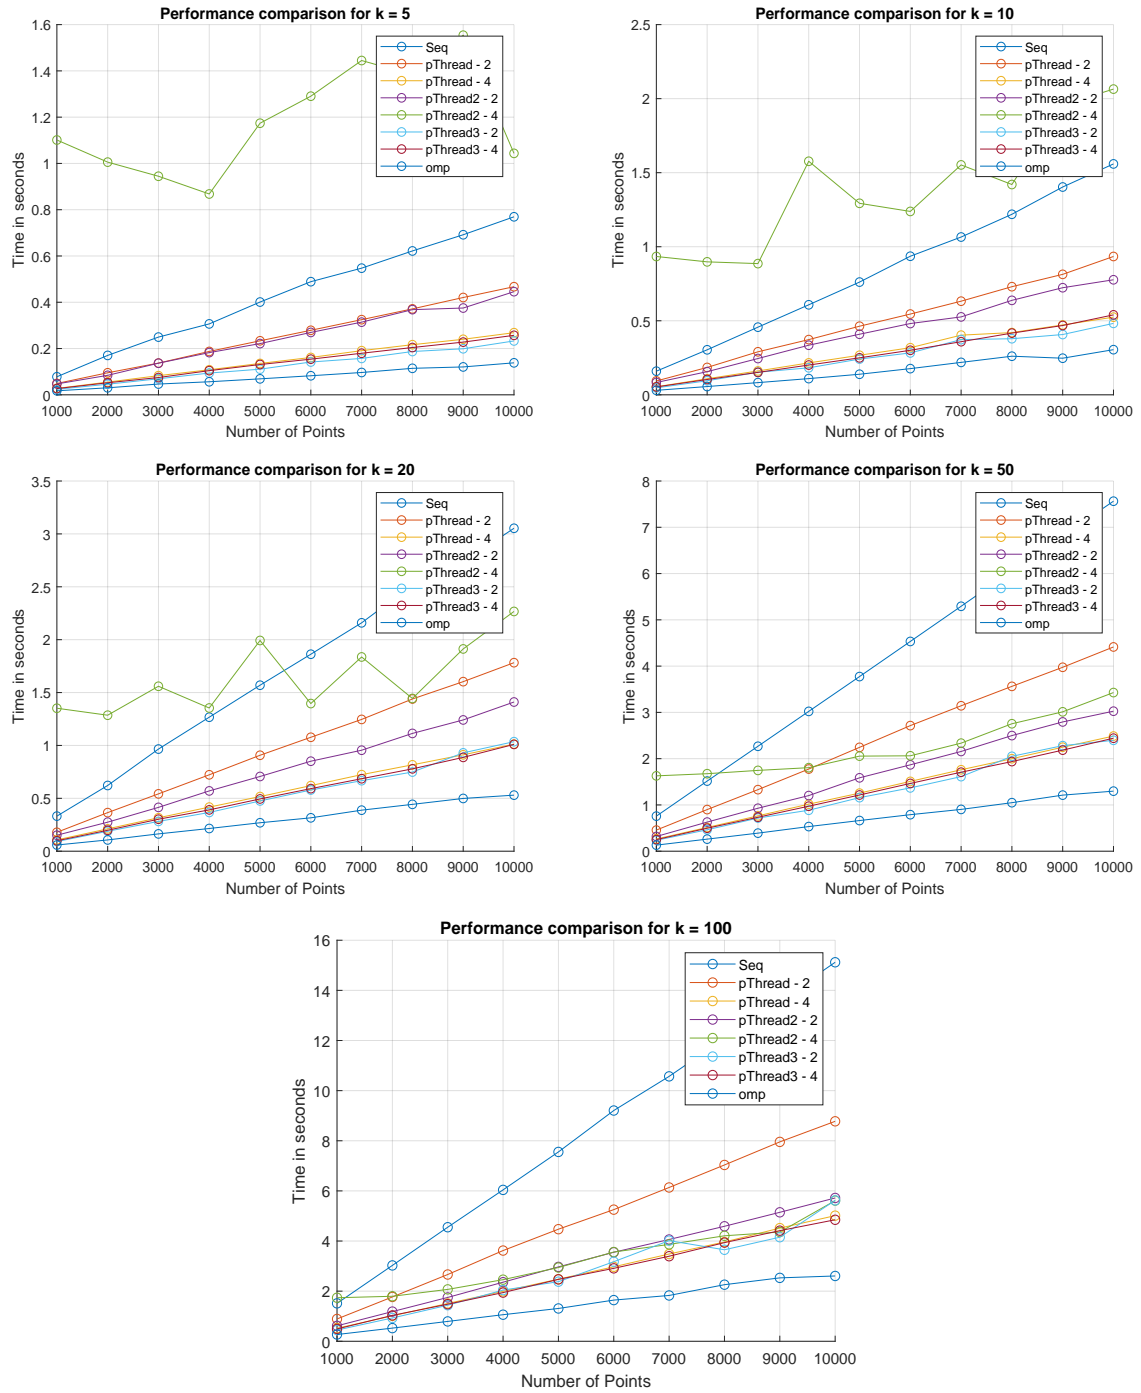 Performance comparison for k = 5
Time in seconds
1.6
1.4
1.2
1
0.8
0.6
0.4
0.2
0
1000 2000 3000 4000 5000 6000 7000 8000 9000 10000
Number of Points
Seq
pThread - 2
pThread - 4
pThread2 - 2
pThread2 - 4
pThread3 - 2
pThread3 - 4
omp
Performance comparison for k = 10
Time in seconds
2.5
2
1.5
1
0.5
0
1000 2000 3000 4000 5000 6000 7000 8000 9000 10000
Number of Points
Seq
pThread - 2
pThread - 4
pThread2 - 2
pThread2 - 4
pThread3 - 2
pThread3 - 4
omp
Performance comparison for k = 20
Time in seconds
3.5
3
2.5
2
1.5
1
0.5
0
1000 2000 3000 4000 5000 6000 7000 8000 9000 10000
Number of Points
Seq
pThread - 2
pThread - 4
pThread2 - 2
pThread2 - 4
pThread3 - 2
pThread3 - 4
omp
Performance comparison for k = 50
Time in seconds
8
7
6
5
4
3
2
1
0
1000 2000 3000 4000 5000 6000 7000 8000 9000 10000
Number of Points
Seq
pThread - 2
pThread - 4
pThread2 - 2
pThread2 - 4
pThread3 - 2
pThread3 - 4
omp
Performance comparison for k = 100
Time in seconds
16
14
12
10
8
6
4
2
0
1000 2000 3000 4000 5000 6000 7000 8000 9000 10000
Number of Points
Seq
pThread - 2
pThread - 4
pThread2 - 2
pThread2 - 4
pThread3 - 2
pThread3 - 4
omp